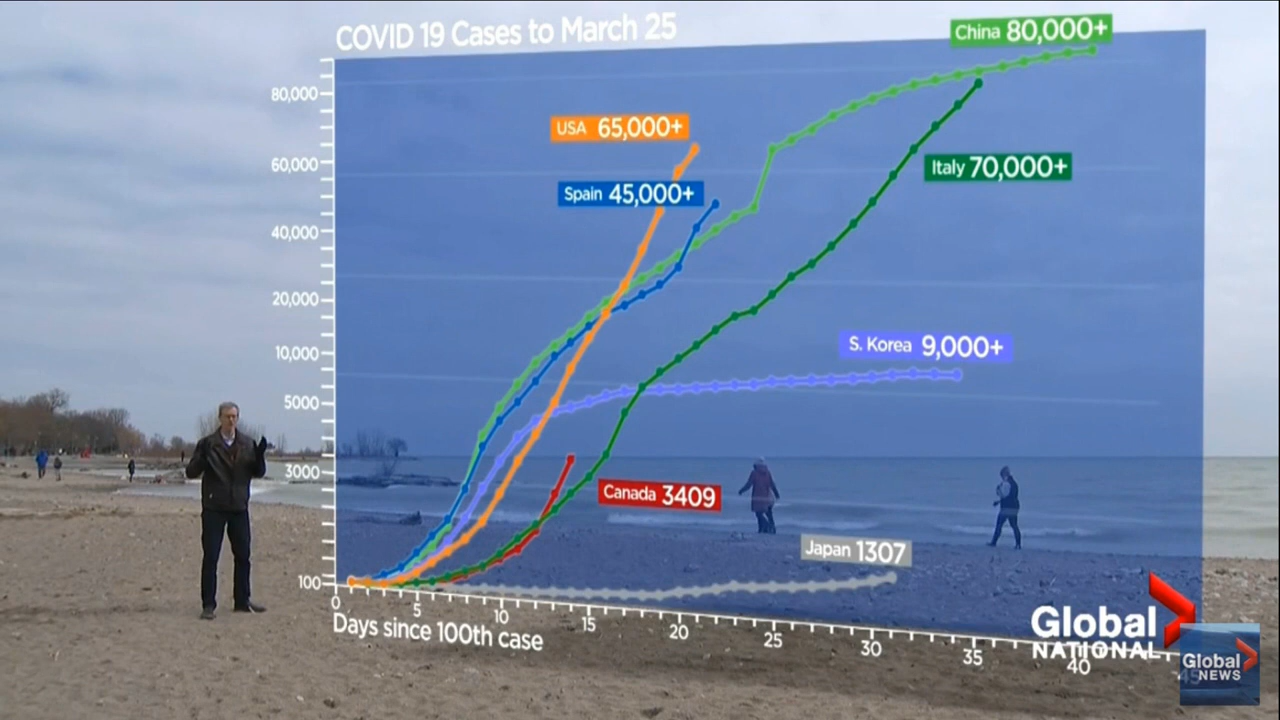 COVID 19 Cases to March 25
China 80,000+
USA 65,000+
Spain 45,000+
Italy 70,000+
S. Korea 9,000+
Canada 3409
Japan 1307
80,000
60,000
40,000
20,000
10,000
5000
3000
100
0 5 10 15 20 25 30 35 40 45
Days since 100th case
Global
NATIONAL
Global
NEWS